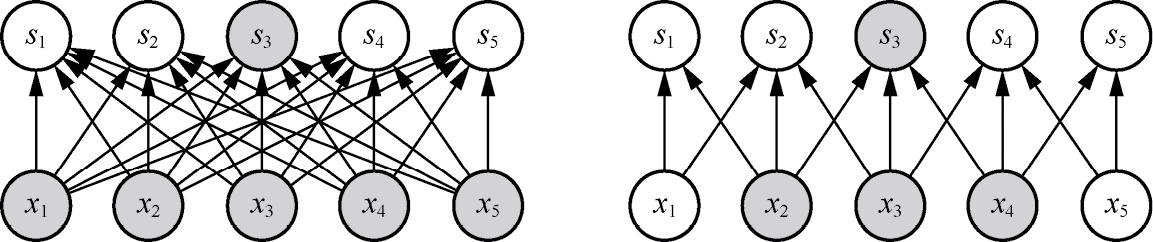 s₁ s₂ s₃ s₄ s₅ s₁ s₂ s₃ s₄ s₅
x₁ x₂ x₃ x₄ x₅ x₁ x₂ x₃ x₄ x₅